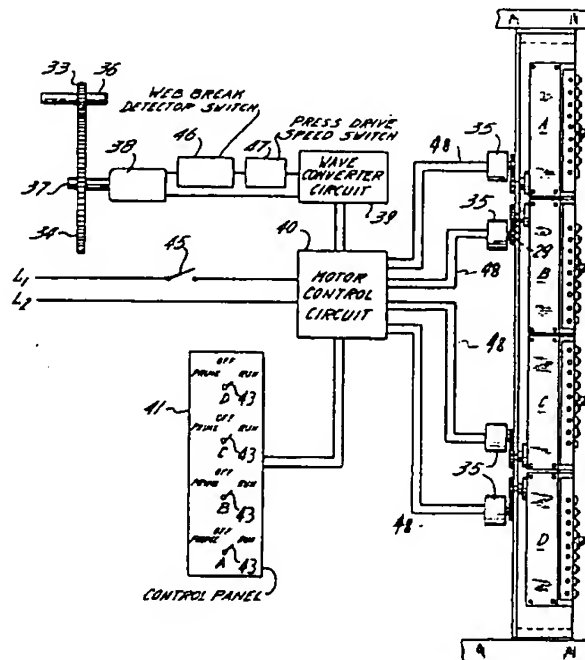 33
36
WEB BREAK
DETECTOR SWITCH
46
PRESS DRIVE
SPEED SWITCH
47
38
WAVE
CONVERTER
CIRCUIT
39
37
34
40
MOTOR
CONTROL
CIRCUIT
45
L1
L2
48
35
A
35
29
B
48
48
C
35
35
D
48
41
OFF
PRIME RUN
D 43
OFF
PRIME RUN
C 43
OFF
PRIME RUN
B 43
OFF
PRIME RUN
A 43
CONTROL PANEL